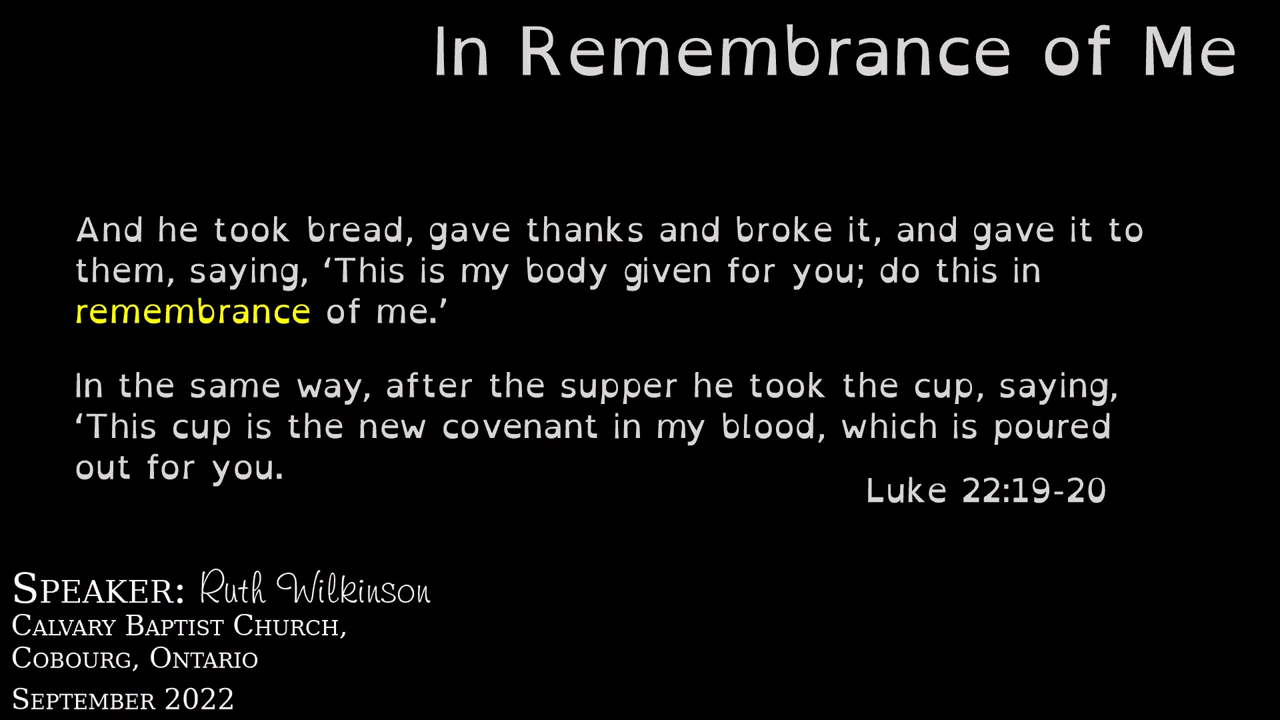 In Remembrance of Me
And he took bread, gave thanks and broke it, and gave it to
them, saying, ‘This is my body given for you; do this in
remembrance of me.’
In the same way, after the supper he took the cup, saying,
‘This cup is the new covenant in my blood, which is poured
out for you.
Luke 22:19-20
Speaker: Ruth Wilkinson
Calvary Baptist Church,
Cobourg, Ontario
September 2022